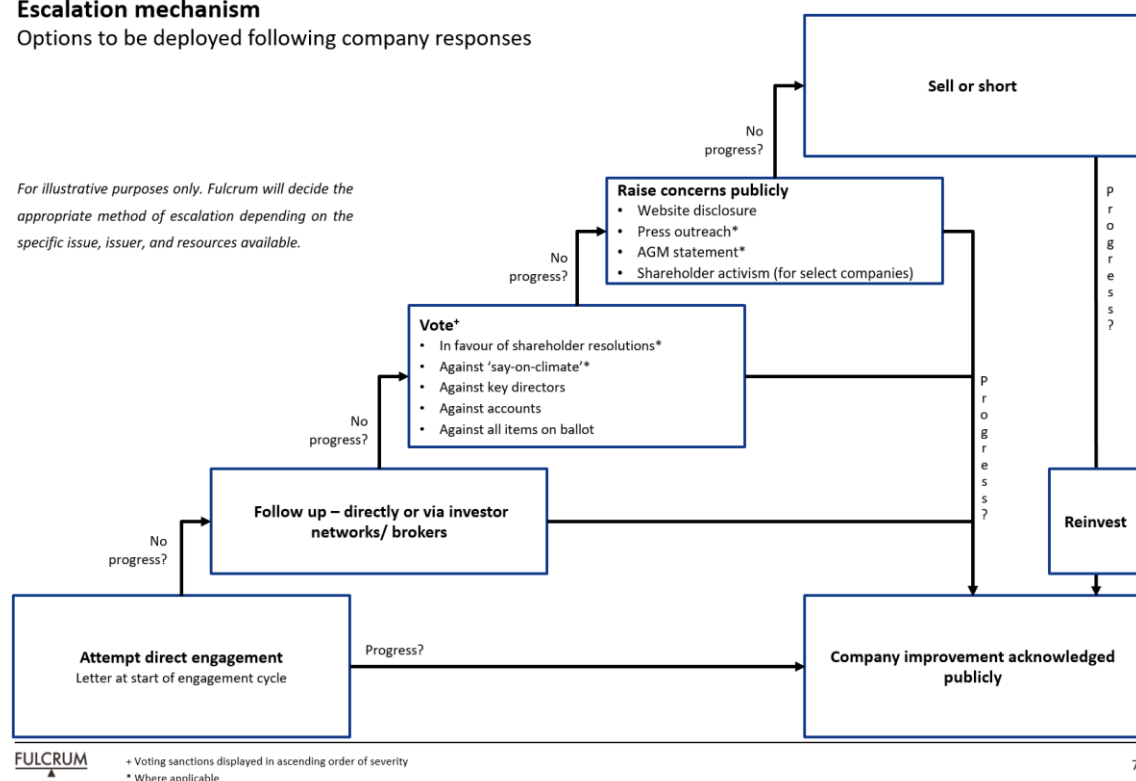 Escalation mechanism
Options to be deployed following company responses
Sell or short
No
progress?
For illustrative purposes only. Fulcrum will decide the
appropriate method of escalation depending on the
specific issue, issuer, and resources available.
Raise concerns publicly
• Website disclosure
• Press outreach*
• AGM statement*
• Shareholder activism (for select companies)
Progress?
No
progress?
Vote+
• In favour of shareholder resolutions*
• Against ‘say-on-climate’*
• Against key directors
• Against accounts
• Against all items on ballot
Progress?
No
progress?
Follow up – directly or via investor
networks/ brokers
Reinvest
No
progress?
Attempt direct engagement
Letter at start of engagement cycle
Progress?
Company improvement acknowledged
publicly
FULCRUM
+ Voting sanctions displayed in ascending order of severity
* Where applicable
7